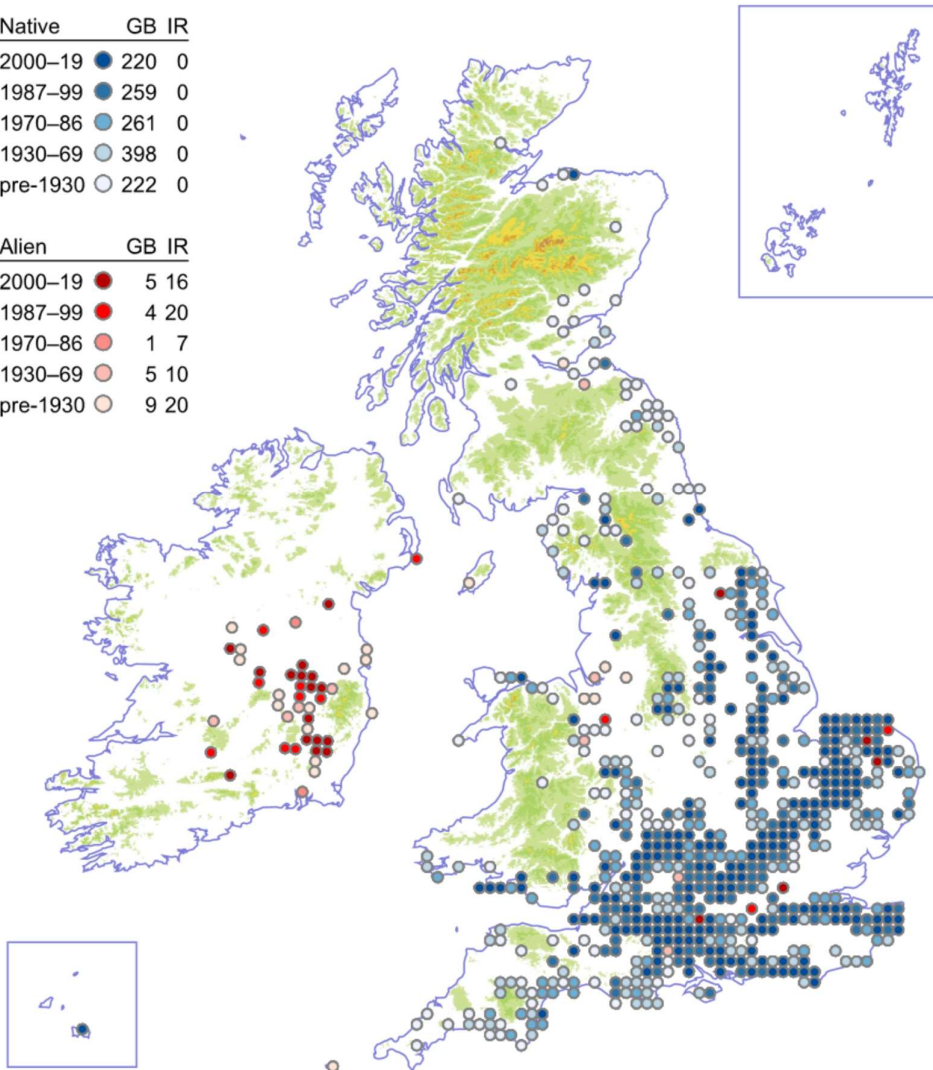 Native GB IR
2000–19 220 0
1987–99 259 0
1970–86 261 0
1930–69 398 0
pre-1930 222 0
Alien GB IR
2000–19 5 16
1987–99 4 20
1970–86 1 7
1930–69 5 10
pre-1930 9 20